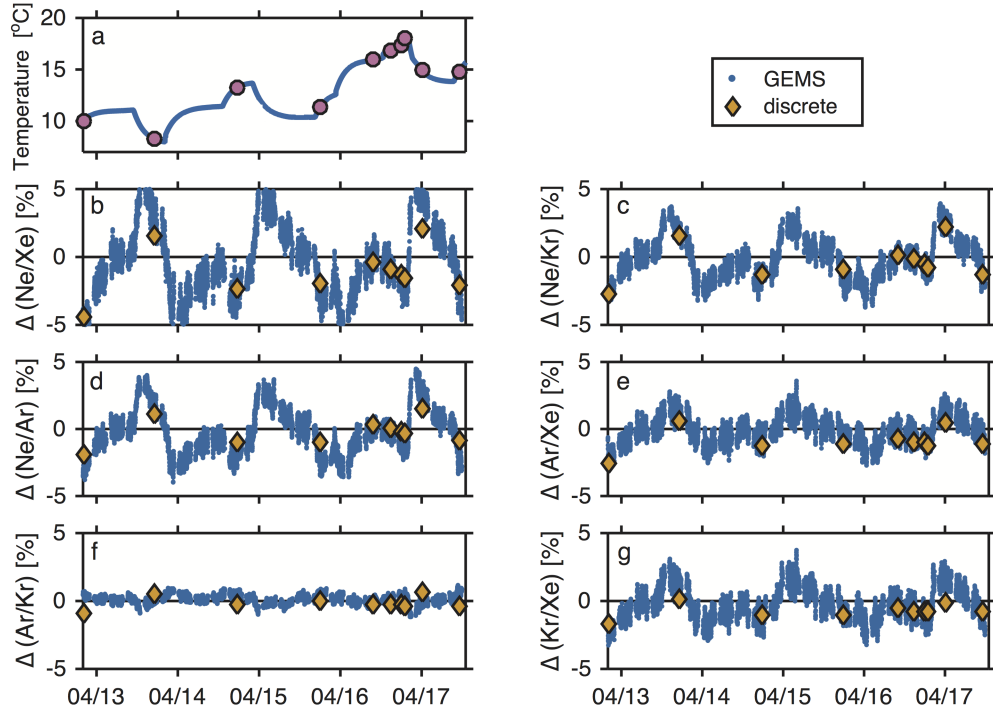 Temperature [°C]
20
15
10
a
GEMS
discrete
Δ (Ne/Xe) [%]
5
0
-5
b
Δ (Ne/Kr) [%]
5
0
-5
c
Δ (Ne/Ar) [%]
5
0
-5
d
Δ (Ar/Xe) [%]
5
0
-5
e
Δ (Ar/Kr) [%]
5
0
-5
f
04/13 04/14 04/15 04/16 04/17
Δ (Kr/Xe) [%]
5
0
-5
g
04/13 04/14 04/15 04/16 04/17